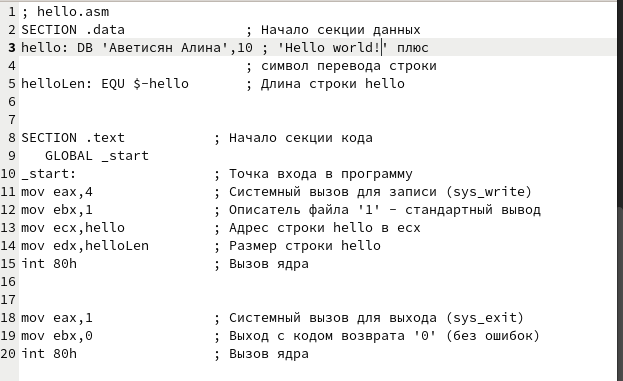 1 ; hello.asm
2 SECTION .data ; Начало секции данных
3 hello: DB 'Аветисян Алина',10 ; 'Hello world!' плюс
4 ; символ перевода строки
5 helloLen: EQU $-hello ; Длина строки hello
6
7
8 SECTION .text ; Начало секции кода
9 GLOBAL _start
10 _start: ; Точка входа в программу
11 mov eax,4 ; Системный вызов для записи (sys_write)
12 mov ebx,1 ; Описатель файла '1' - стандартный вывод
13 mov ecx,hello ; Адрес строки hello в ecx
14 mov edx,helloLen ; Размер строки hello
15 int 80h ; Вызов ядра
16
17
18 mov eax,1 ; Системный вызов для выхода (sys_exit)
19 mov ebx,0 ; Выход с кодом возврата '0' (без ошибок)
20 int 80h ; Вызов ядра